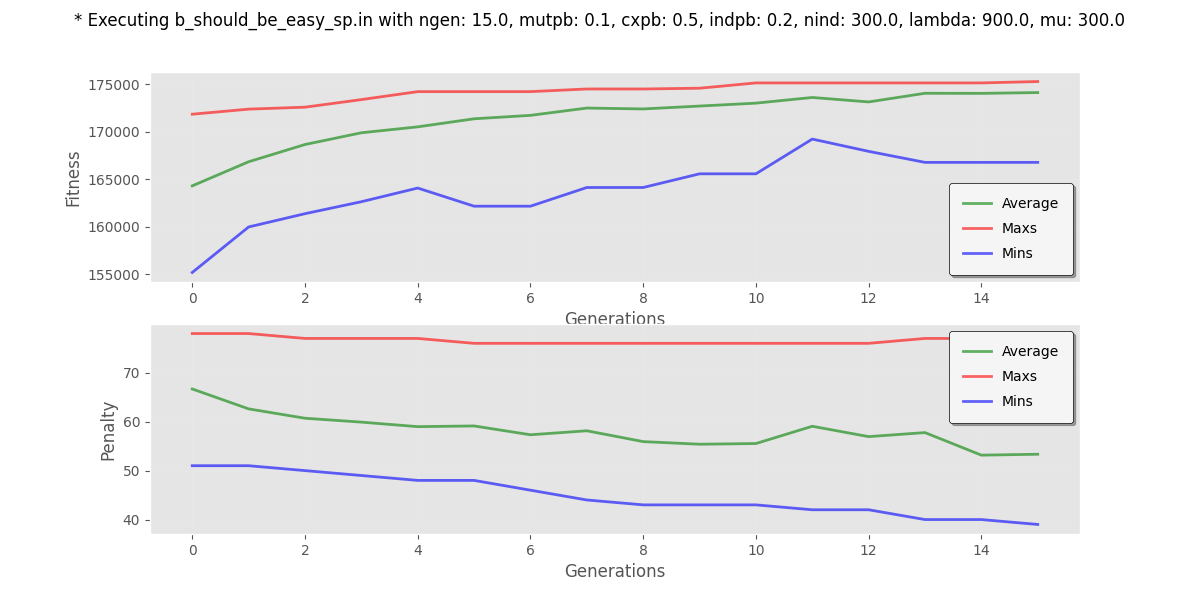 * Executing b_should_be_easy_sp.in with ngen: 15.0, mutpb: 0.1, cxpb: 0.5, indpb: 0.2, nind: 300.0, lambda: 900.0, mu: 300.0
175000
170000
165000
160000
155000
Fitness
Average
Maxs
Mins
0 2 4 6 8 10 12 14
Generations
70
60
50
40
Penalty
Average
Maxs
Mins
0 2 4 6 8 10 12 14
Generations